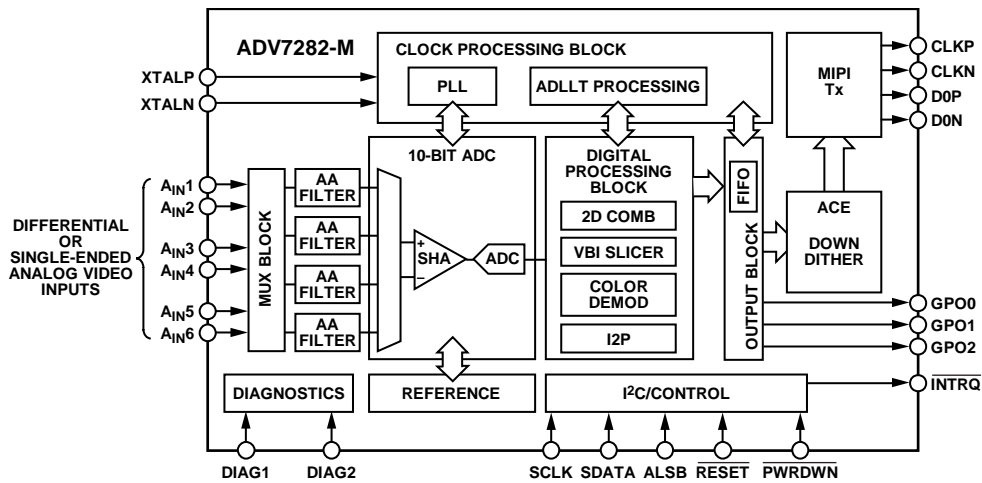 ADV7282-M
CLOCK PROCESSING BLOCK
PLL
ADLLT PROCESSING
XTALP
XTALN
MIPI
Tx
CLKP
CLKN
D0P
D0N
10-BIT ADC
DIGITAL
PROCESSING
BLOCK
2D COMB
VBI SLICER
COLOR
DEMOD
I2P
FIFO
OUTPUT BLOCK
ACE
DOWN
DITHER
DIFFERENTIAL
OR
SINGLE-ENDED
ANALOG VIDEO
INPUTS
AIN1
AIN2
AIN3
AIN4
AIN5
AIN6
MUX BLOCK
AA
FILTER
AA
FILTER
AA
FILTER
AA
FILTER
+
SHA
–
ADC
GPO0
GPO1
GPO2
INTRQ
DIAGNOSTICS
REFERENCE
I2C/CONTROL
DIAG1
DIAG2
SCLK
SDATA
ALSB
RESET
PWRDWN